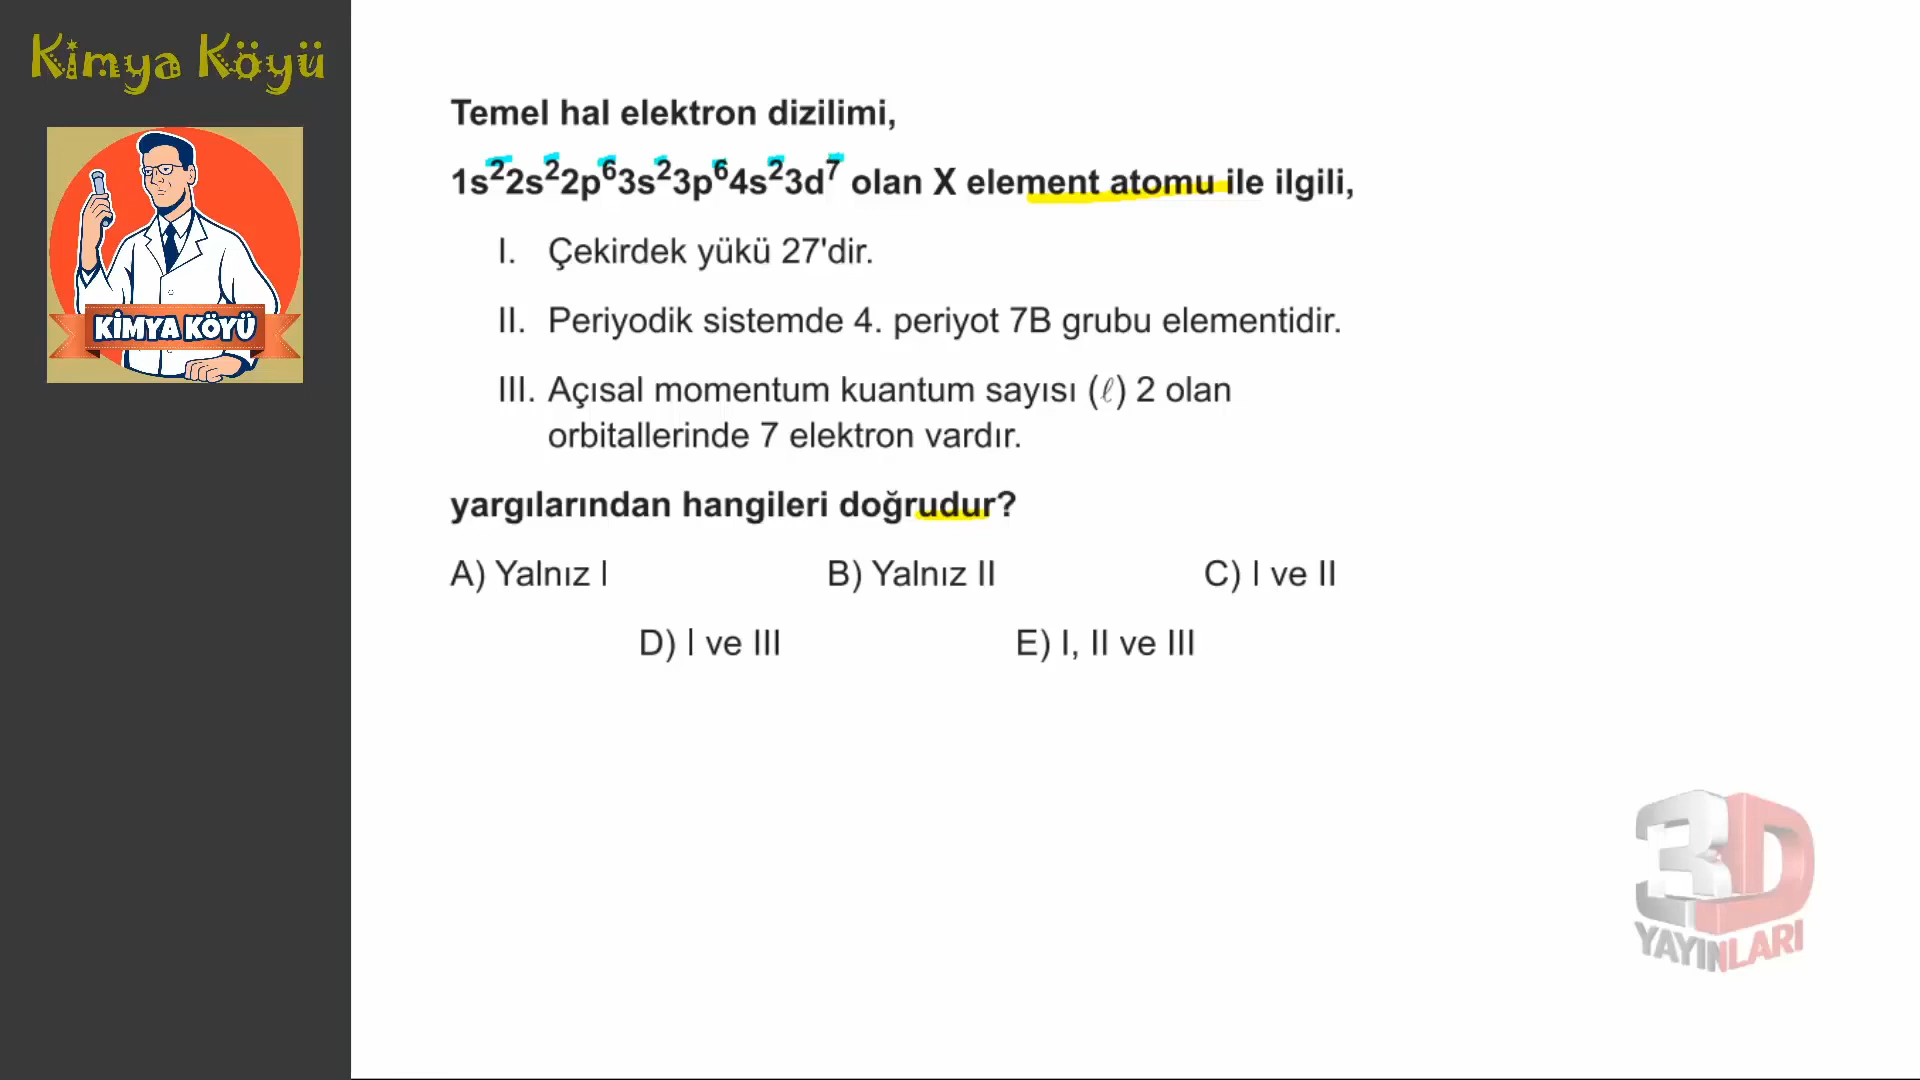 Kimya Köyü
KİMYA KÖYÜ
Temel hal elektron dizilimi,
1s²2s²2p⁶3s²3p⁶4s²3d⁷ olan X element atomu ile ilgili,
I. Çekirdek yükü 27'dir.
II. Periyodik sistemde 4. periyot 7B grubu elementidir.
III. Açısal momentum kuantum sayısı (ℓ) 2 olan
orbitallerinde 7 elektron vardır.
yargılarından hangileri doğrudur?
A) Yalnız I B) Yalnız II C) I ve II
D) I ve III E) I, II ve III
3D
YAYINLARI